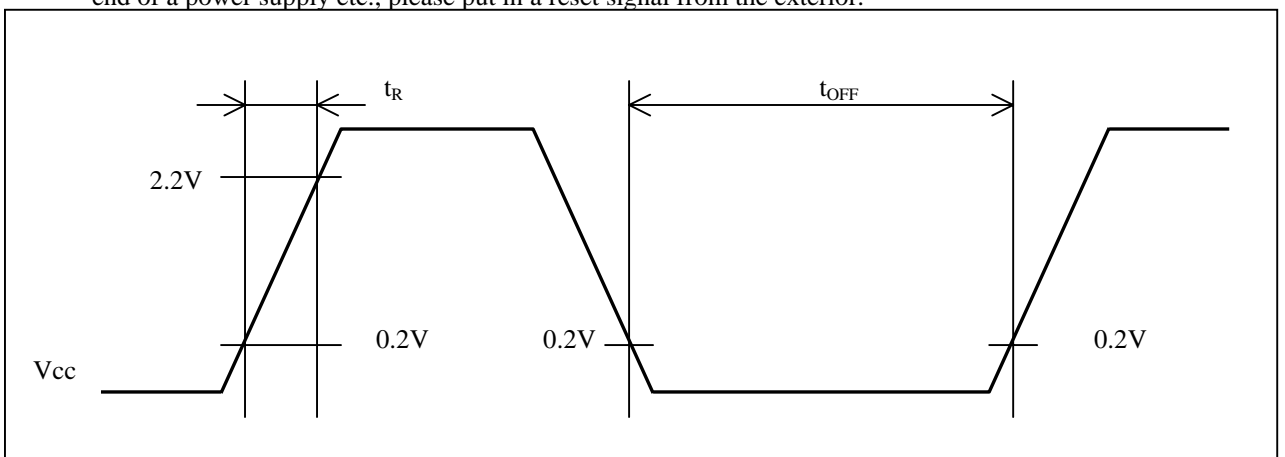 end of a power supply etc., please put in a reset signal from the exterior.
tR
tOFF
2.2V
0.2V
0.2V
0.2V
Vcc